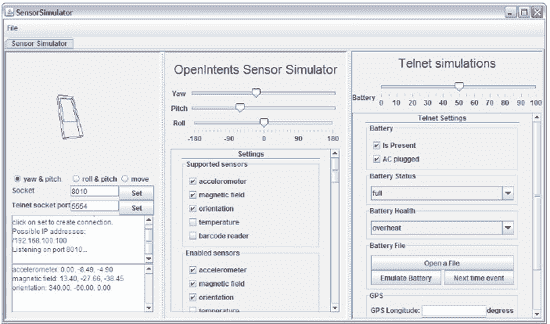 SensorSimulator
File
Sensor Simulator
yaw & pitch
roll & pitch
move
Socket
8010
Set
Telnet socket port
5554
Set
click on set to create connection.
Possible IP addresses:
/192.168.100.100
Listening on port 8010...
accelerometer: 0.00, -8.49, -4.90
magnetic field: 13.40, -27.66, -38.45
orientation: 340.00, -60.00, 0.00
OpenIntents Sensor Simulator
Yaw
Pitch
Roll
-180 -90 0 90 180
Settings
Supported sensors
accelerometer
magnetic field
orientation
temperature
barcode reader
Enabled sensors
accelerometer
magnetic field
orientation
temperature
Telnet simulations
Battery
0 10 20 30 40 50 60 70 80 90 100
Telnet Settings
Battery
Is Present
AC plugged
Battery Status
full
Battery Health
overheat
Battery File
Open a File
Emulate Battery
Next time event
GPS
GPS Longitude:
degress